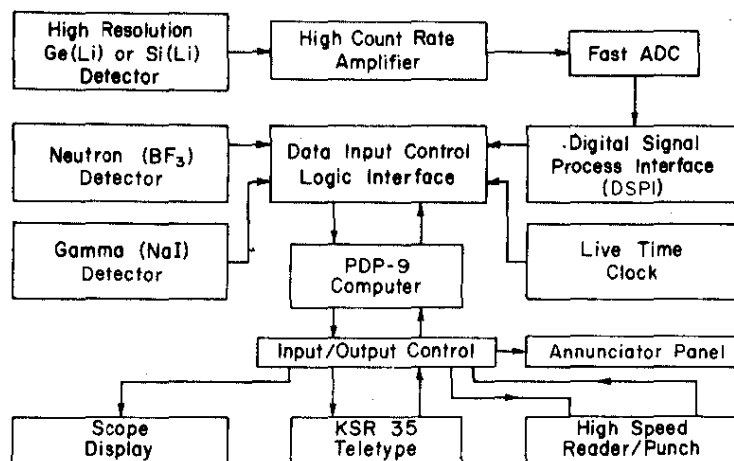 High Resolution
Ge(Li) or Si(Li)
Detector
High Count Rate
Amplifier
Fast ADC
Neutron (BF₃)
Detector
Data Input Control
Logic Interface
Digital Signal
Process Interface
(DSPI)
Gamma (NaI)
Detector
PDP-9
Computer
Live Time
Clock
Input/Output Control
Annunciator Panel
Scope
Display
KSR 35
Teletype
High Speed
Reader/Punch